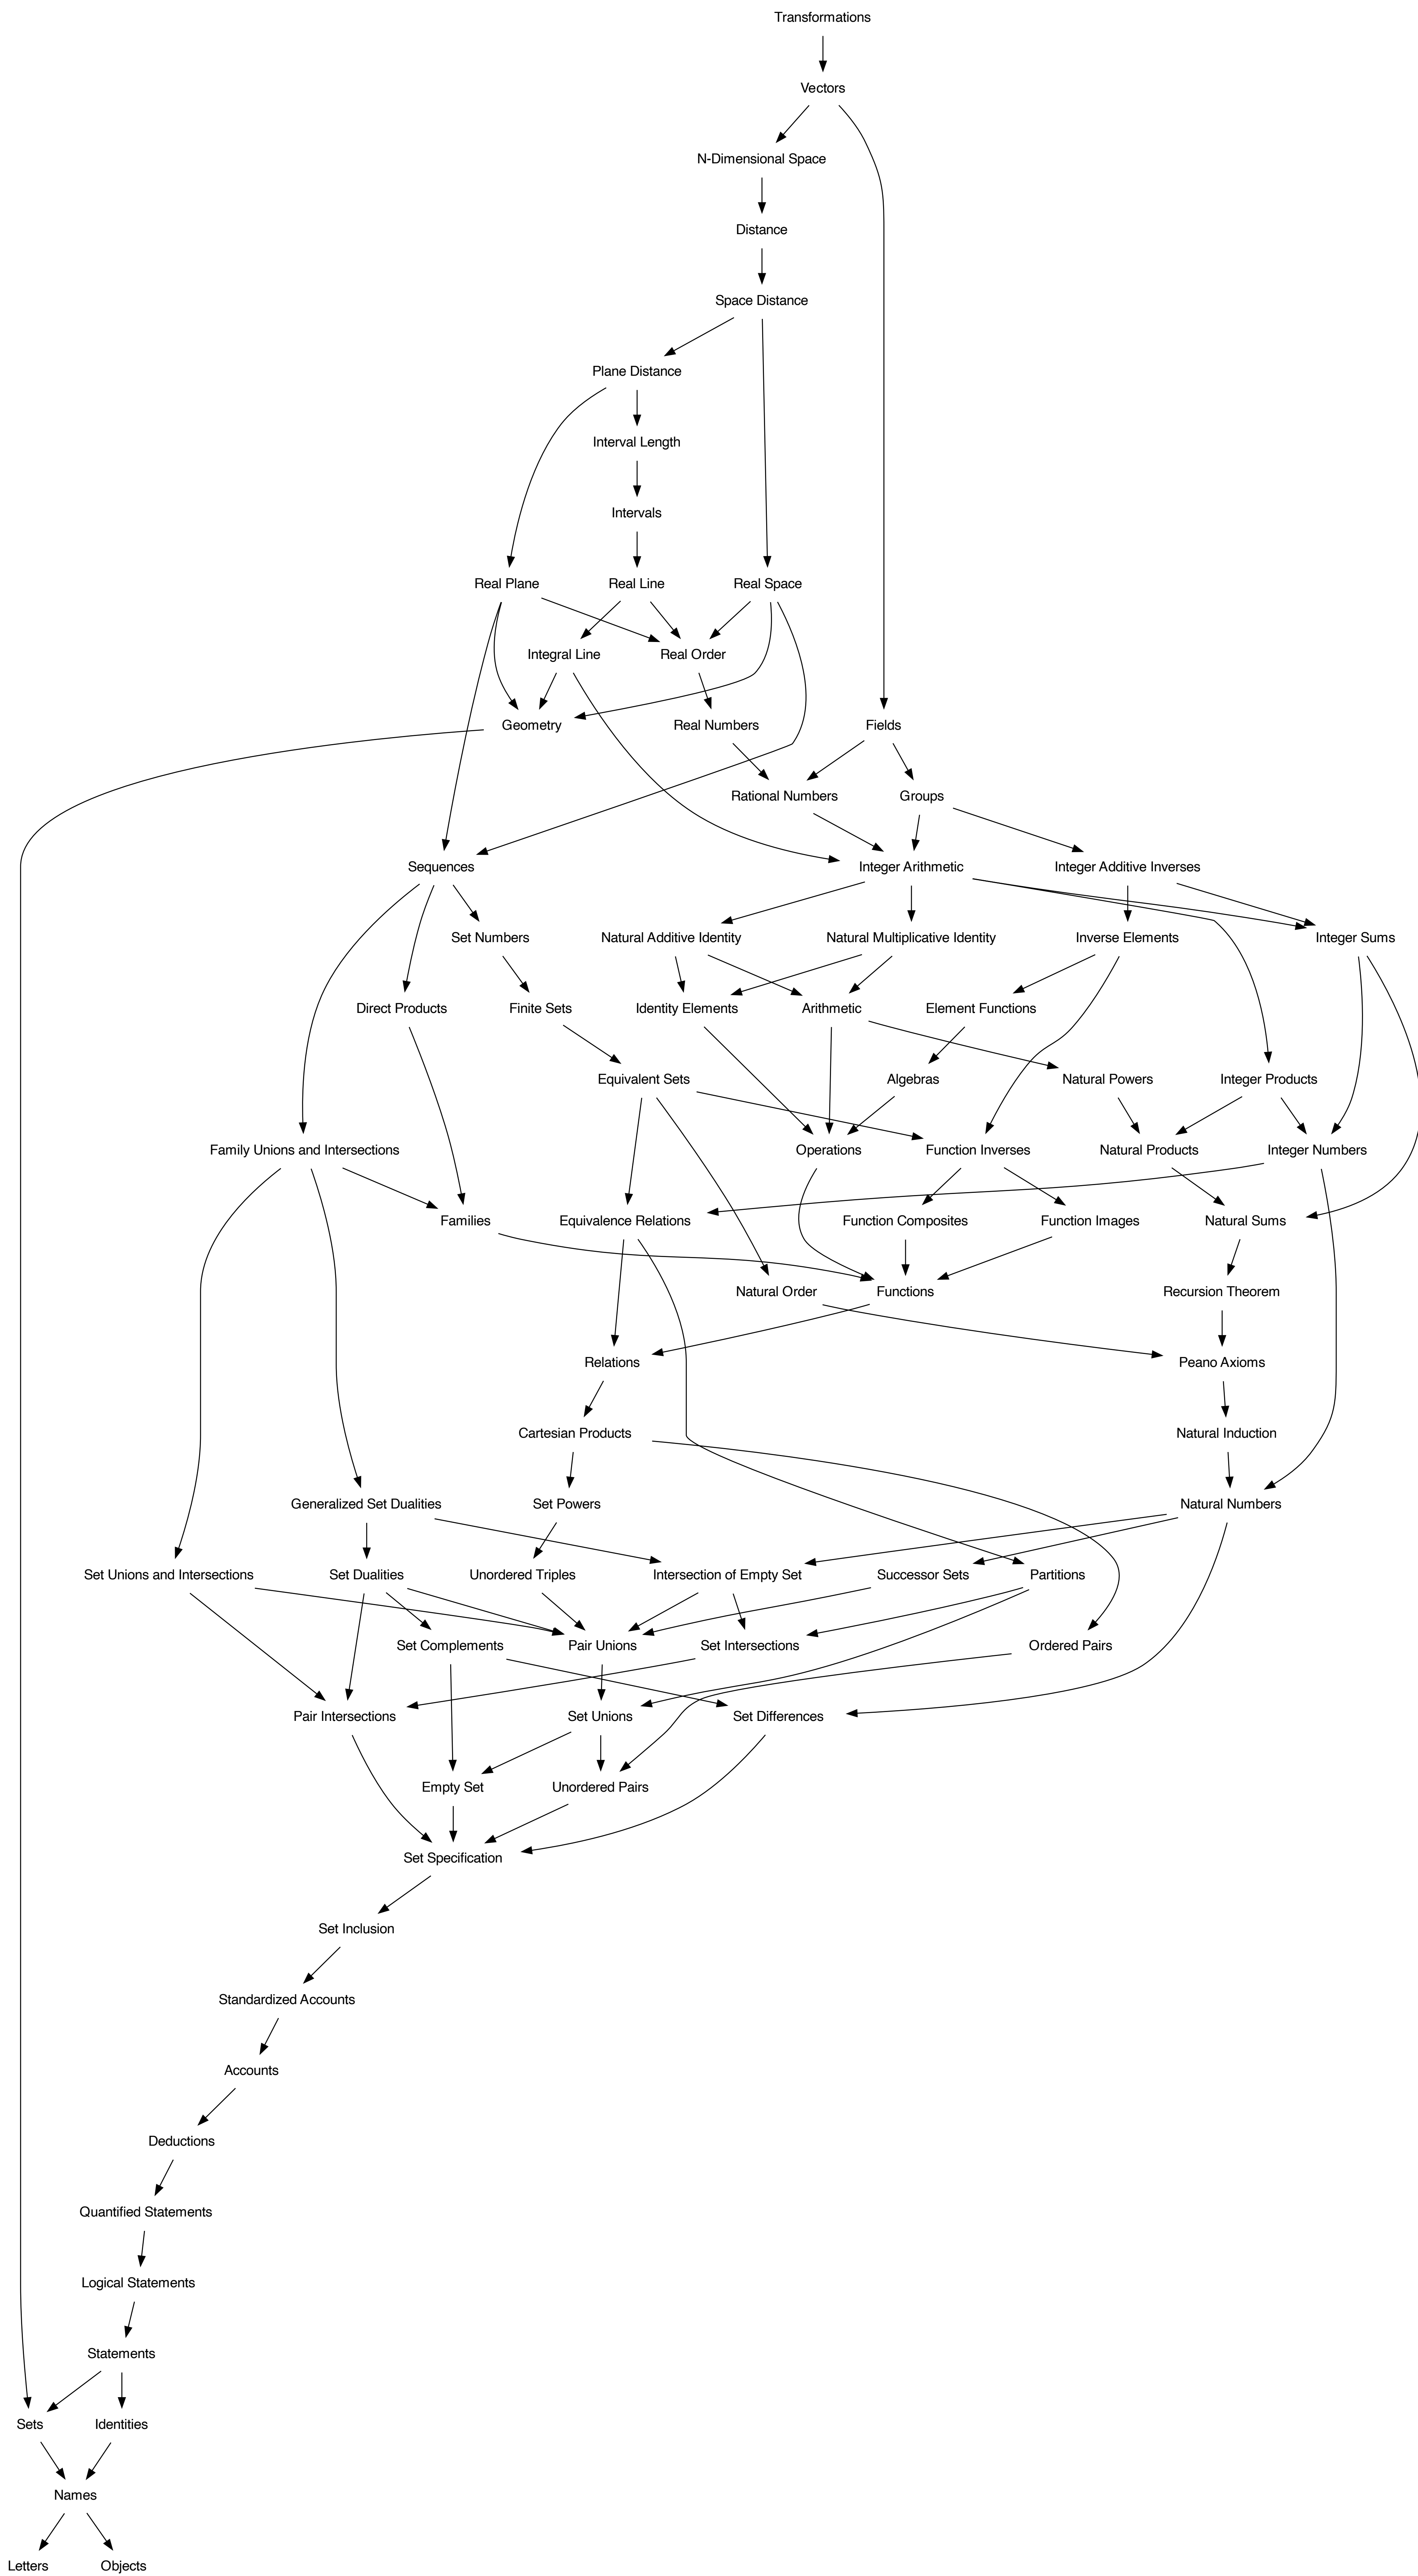 Transformations
Vectors
N-Dimensional Space
Distance
Space Distance
Plane Distance
Interval Length
Intervals
Real Plane
Real Line
Real Space
Integral Line
Real Order
Geometry
Real Numbers
Fields
Rational Numbers
Groups
Sequences
Integer Arithmetic
Integer Additive Inverses
Set Numbers
Natural Additive Identity
Natural Multiplicative Identity
Inverse Elements
Integer Sums
Direct Products
Finite Sets
Identity Elements
Arithmetic
Element Functions
Equivalent Sets
Algebras
Natural Powers
Integer Products
Family Unions and Intersections
Operations
Function Inverses
Natural Products
Integer Numbers
Families
Equivalence Relations
Function Composites
Function Images
Natural Sums
Natural Order
Functions
Recursion Theorem
Relations
Peano Axioms
Cartesian Products
Natural Induction
Generalized Set Dualities
Set Powers
Natural Numbers
Set Unions and Intersections
Set Dualities
Unordered Triples
Intersection of Empty Set
Successor Sets
Partitions
Set Complements
Pair Unions
Set Intersections
Ordered Pairs
Pair Intersections
Set Unions
Set Differences
Empty Set
Unordered Pairs
Set Specification
Set Inclusion
Standardized Accounts
Accounts
Deductions
Quantified Statements
Logical Statements
Statements
Sets
Identities
Names
Letters
Objects